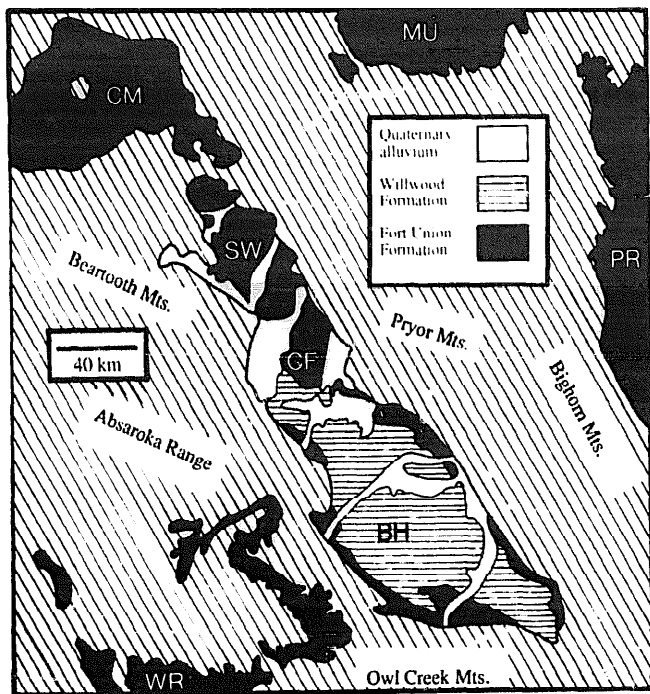 MU
CM
Quaternary
alluvium
Willwood
Formation
Fort Union
Formation
SW
PR
Beartooth Mts.
40 km
Pryor Mts.
CF
Bighorn Mts.
Absaroka Range
BH
WR
Owl Creek Mts.